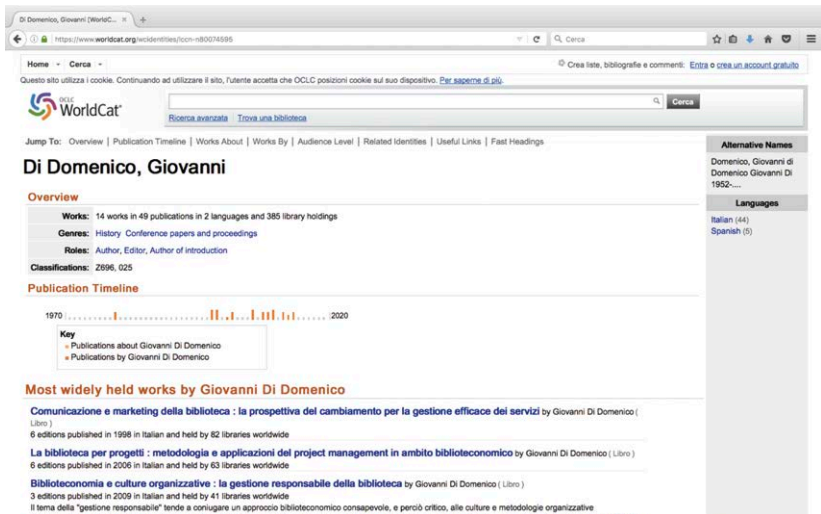 Di Domenico, Giovanni (WorldC...
https://www.worldcat.org/wcidentities/lccn-n80074595
Cerca
Home Cerca
Crea liste, bibliografie e commenti: Entra o crea un account gratuito
Questo sito utilizza i cookie. Continuando ad utilizzare il sito, l'utente accetta che OCLC posizioni cookie sul suo dispositivo. Per saperne di più.
OCLC
WorldCat®
Cerca
Ricerca avanzata Trova una biblioteca
Jump To: Overview | Publication Timeline | Works About | Works By | Audience Level | Related Identities | Useful Links | Fast Headings
Di Domenico, Giovanni
Overview
Works: 14 works in 49 publications in 2 languages and 385 library holdings
Genres: History Conference papers and proceedings
Roles: Author, Editor, Author of introduction
Classifications: Z696, 025
Publication Timeline
1970 2020
Key
Publications about Giovanni Di Domenico
Publications by Giovanni Di Domenico
Most widely held works by Giovanni Di Domenico
Comunicazione e marketing della biblioteca : la prospettiva del cambiamento per la gestione efficace dei servizi by Giovanni Di Domenico (
Libro )
6 editions published in 1998 in Italian and held by 82 libraries worldwide
La biblioteca per progetti : metodologia e applicazioni del project management in ambito biblioteconomico by Giovanni Di Domenico ( Libro )
6 editions published in 2006 in Italian and held by 63 libraries worldwide
Biblioteconomia e culture organizzative : la gestione responsabile della biblioteca by Giovanni Di Domenico ( Libro )
3 editions published in 2009 in Italian and held by 41 libraries worldwide
Il tema della "gestione responsabile" tende a coniugare un approccio biblioteconomico consapevole, e perciò critico, alle culture e metodologie organizzative
Alternative Names
Domenico, Giovanni di
Domenico Giovanni Di
1952-....
Languages
Italian (44)
Spanish (5)